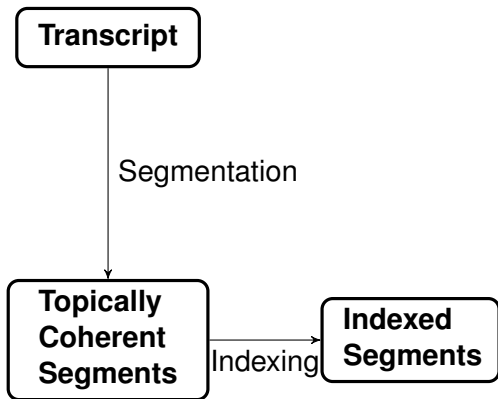 Transcript
Segmentation
Topically
Coherent
Segments
Indexing
Indexed
Segments